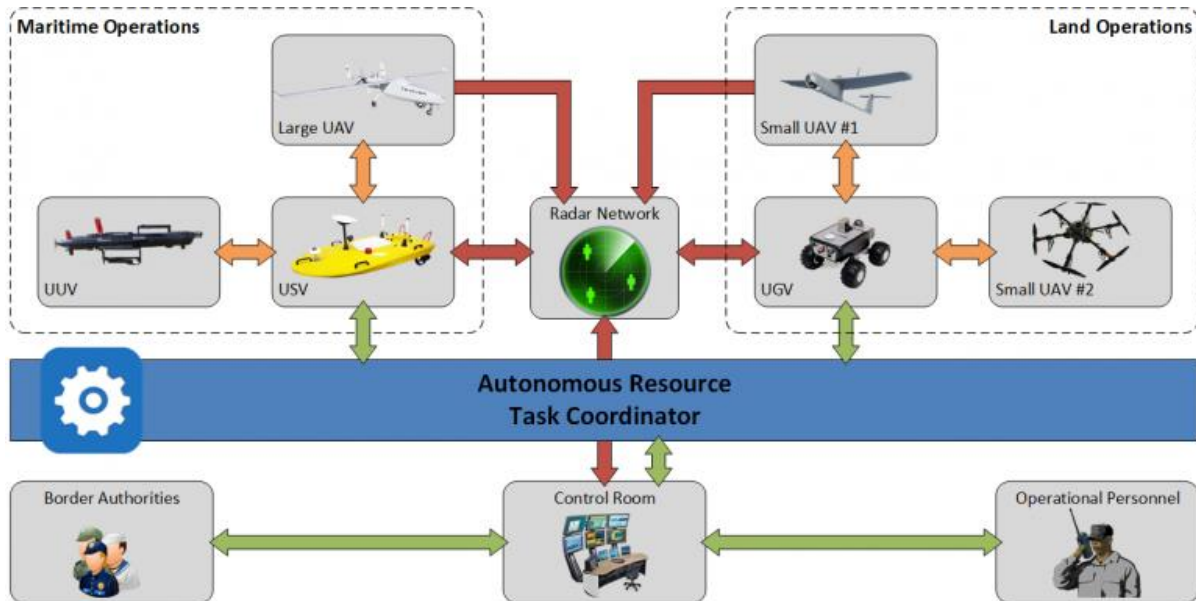 Maritime Operations
Land Operations
Large UAV
Small UAV #1
Radar Network
UUV
USV
UGV
Small UAV #2
Autonomous Resource
Task Coordinator
Border Authorities
Control Room
Operational Personnel